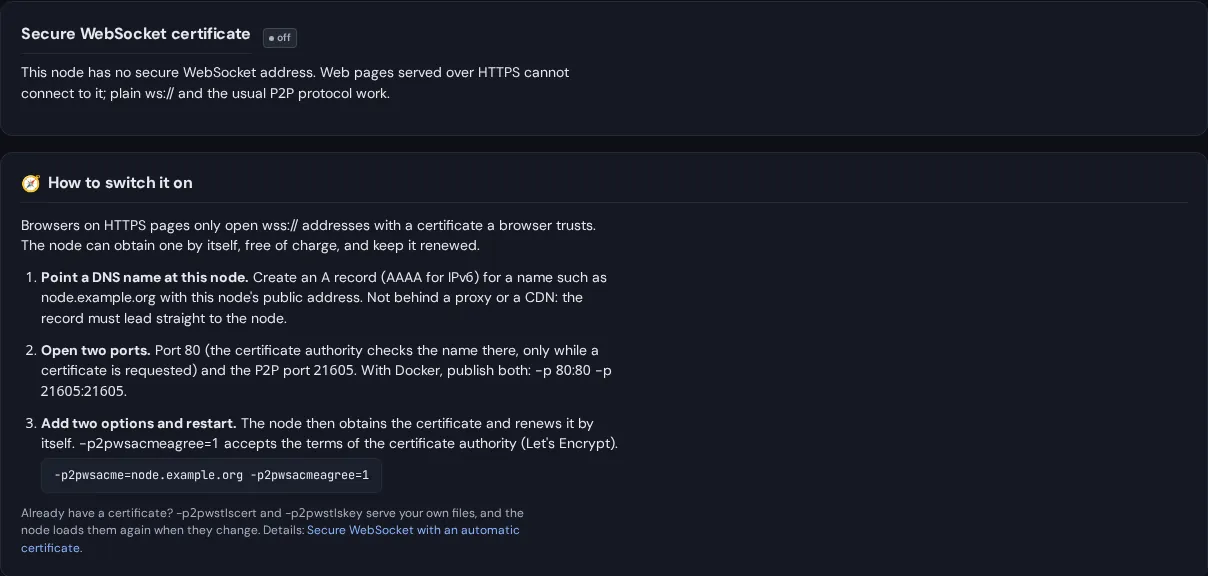 Secure WebSocket certificate
off
This node has no secure WebSocket address. Web pages served over HTTPS cannot
connect to it; plain ws:// and the usual P2P protocol work.
How to switch it on
Browsers on HTTPS pages only open wss:// addresses with a certificate a browser trusts.
The node can obtain one by itself, free of charge, and keep it renewed.
1. Point a DNS name at this node. Create an A record (AAAA for IPv6) for a name such as
node.example.org with this node's public address. Not behind a proxy or a CDN: the
record must lead straight to the node.
2. Open two ports. Port 80 (the certificate authority checks the name there, only while a
certificate is requested) and the P2P port 21605. With Docker, publish both: -p 80:80 -p
21605:21605.
3. Add two options and restart. The node then obtains the certificate and renews it by
itself. -p2pwsacmeagree=1 accepts the terms of the certificate authority (Let's Encrypt).
-p2pwsacme=node.example.org -p2pwsacmeagree=1
Already have a certificate? -p2pwstlscert and -p2pwstlskey serve your own files, and the
node loads them again when they change. Details: Secure WebSocket with an automatic
certificate.